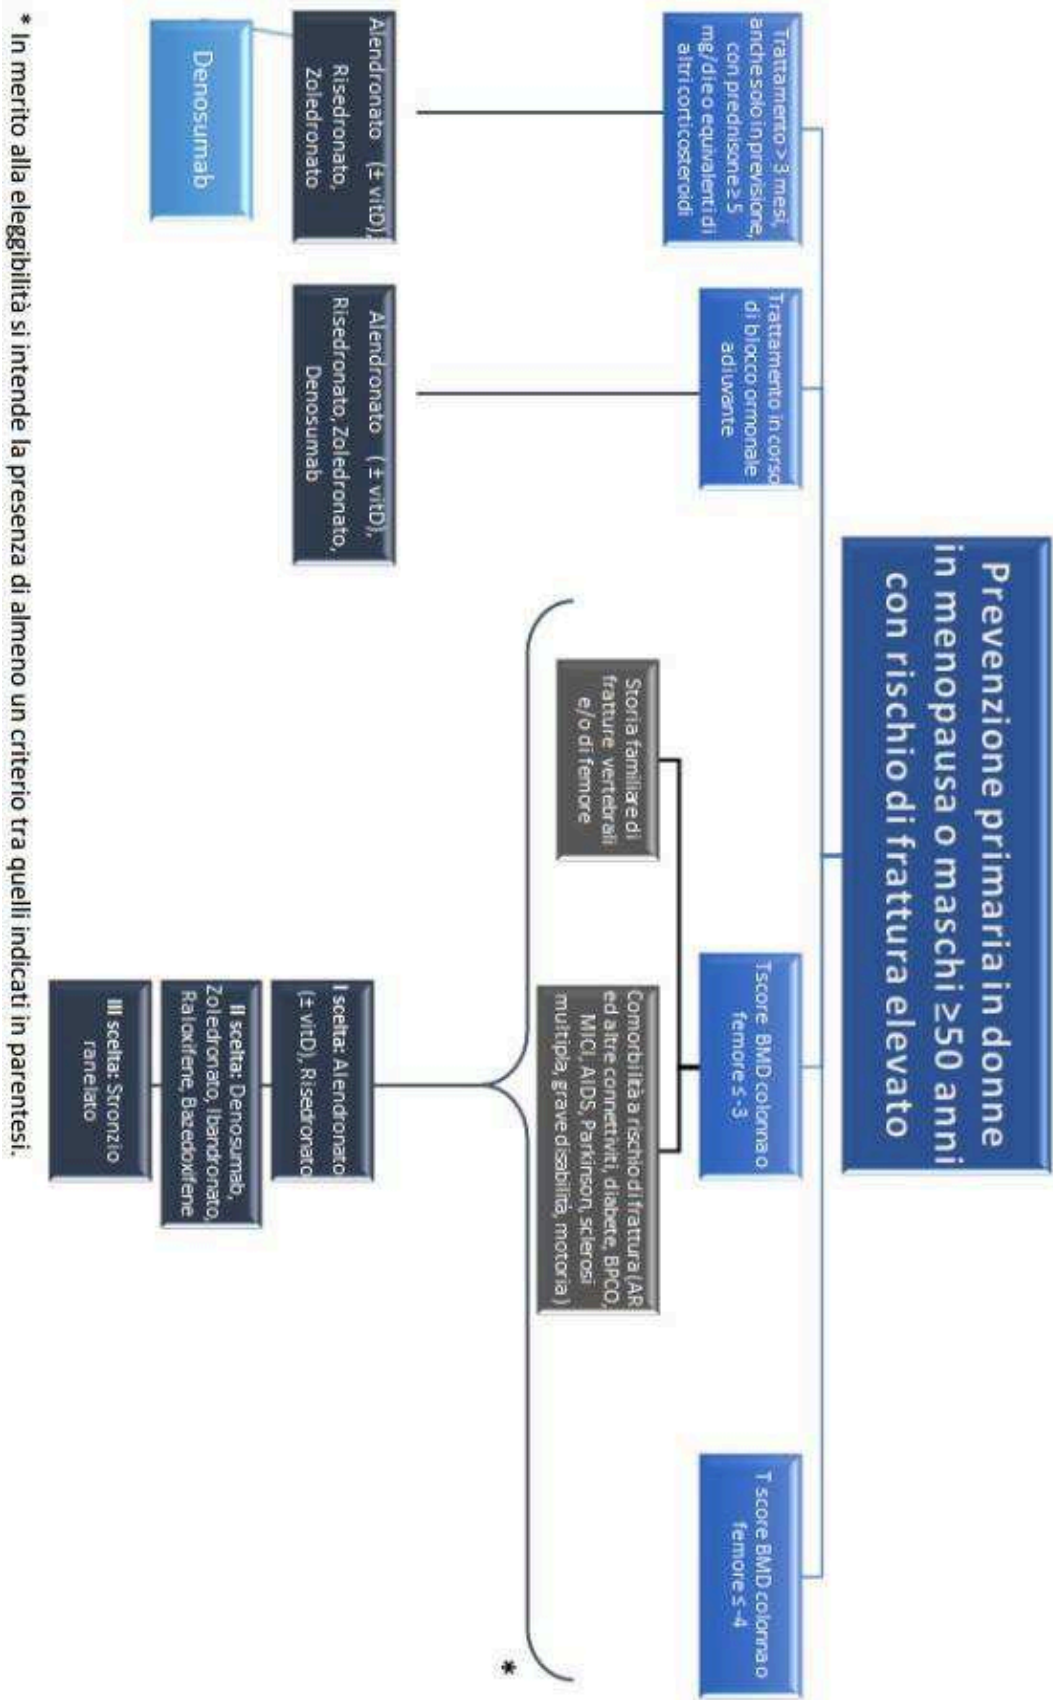 Prevenzione primaria in donne
in menopausa o maschi ≥50 anni
con rischio di frattura elevato
Trattamento > 3 mesi,
anche solo in previsione,
con prednisone ≥ 5
mg/die o equivalenti di
altri corticosteroidi
Trattamento in corso
di blocco ormonale
adiuvante
T score BMD colonna o
femore ≤ -3
T score BMD colonna o
femore ≤ -4
Storia familiare di
fratture vertebrali
e/o di femore
Comorbilità a rischio di frattura (AR
ed altre connettiviti, diabete, BPCO,
MICI, AIDS, Parkinson, sclerosi
multipla, grave disabilità, motoria )
*
Alendronato (± vitD),
Risedronato,
Zoledronato
Denosumab
Alendronato ( ± vitD),
Risedronato, Zoledronato,
Denosumab
I scelta: Alendronato
(± vitD), Risedronato
II scelta: Denosumab,
Zoledronato, Ibandronato,
Raloxifene, Bazedoxifene
III scelta: Stronzio
ranelato
* In merito alla eleggibilità si intende la presenza di almeno un criterio tra quelli indicati in parentesi.